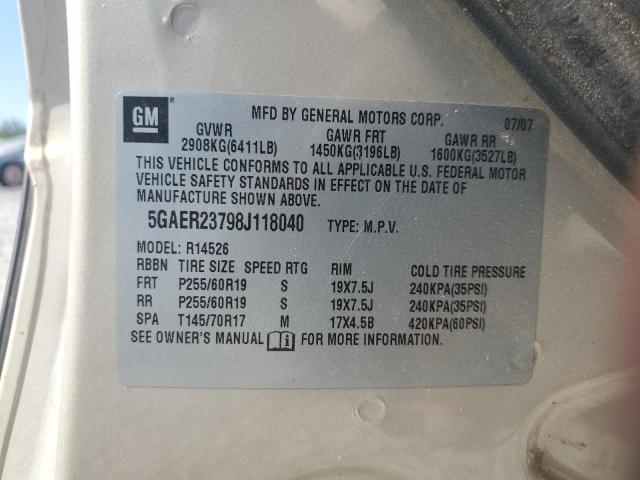 GM ®
MFD BY GENERAL MOTORS CORP. 07/07
GVWR GAWR FRT GAWR RR
2908KG(6411LB) 1450KG(3196LB) 1600KG(3527LB)
THIS VEHICLE CONFORMS TO ALL APPLICABLE U.S. FEDERAL MOTOR
VEHICLE SAFETY STANDARDS IN EFFECT ON THE DATE OF
MANUFACTURE SHOWN ABOVE.
5GAER23798J118040 TYPE: M.P.V.
MODEL: R14526
RBBN TIRE SIZE SPEED RTG RIM COLD TIRE PRESSURE
FRT P255/60R19 S 19X7.5J 240KPA(35PSI)
RR P255/60R19 S 19X7.5J 240KPA(35PSI)
SPA T145/70R17 M 17X4.5B 420KPA(60PSI)
SEE OWNER'S MANUAL FOR MORE INFORMATION.